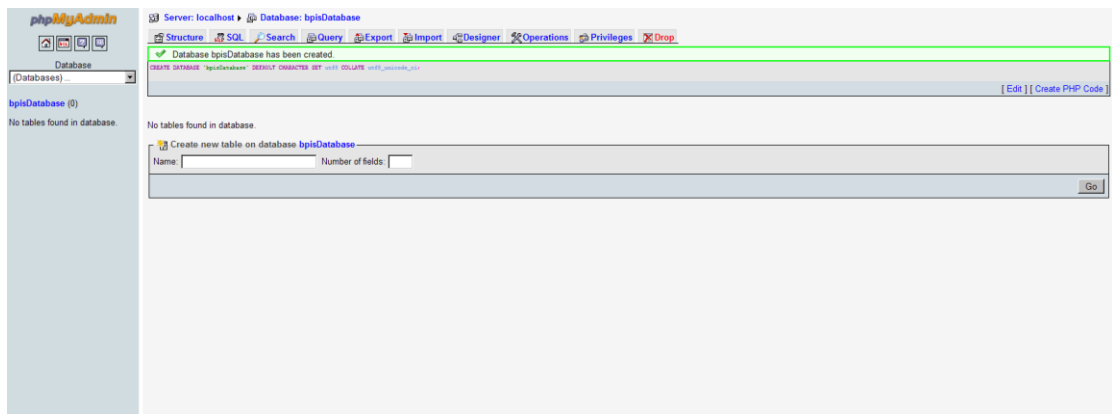 phpMyAdmin
Database
(Databases) ...
bpisDatabase (0)
No tables found in database.
Server: localhost Database: bpisDatabase
Structure SQL Search Query Export Import Designer Operations Privileges Drop
Database bpisDatabase has been created.
CREATE DATABASE `bpisDatabase` DEFAULT CHARACTER SET utf8 COLLATE utf8_unicode_ci;
[ Edit ] [ Create PHP Code ]
No tables found in database.
Create new table on database bpisDatabase
Name: Number of fields:
Go